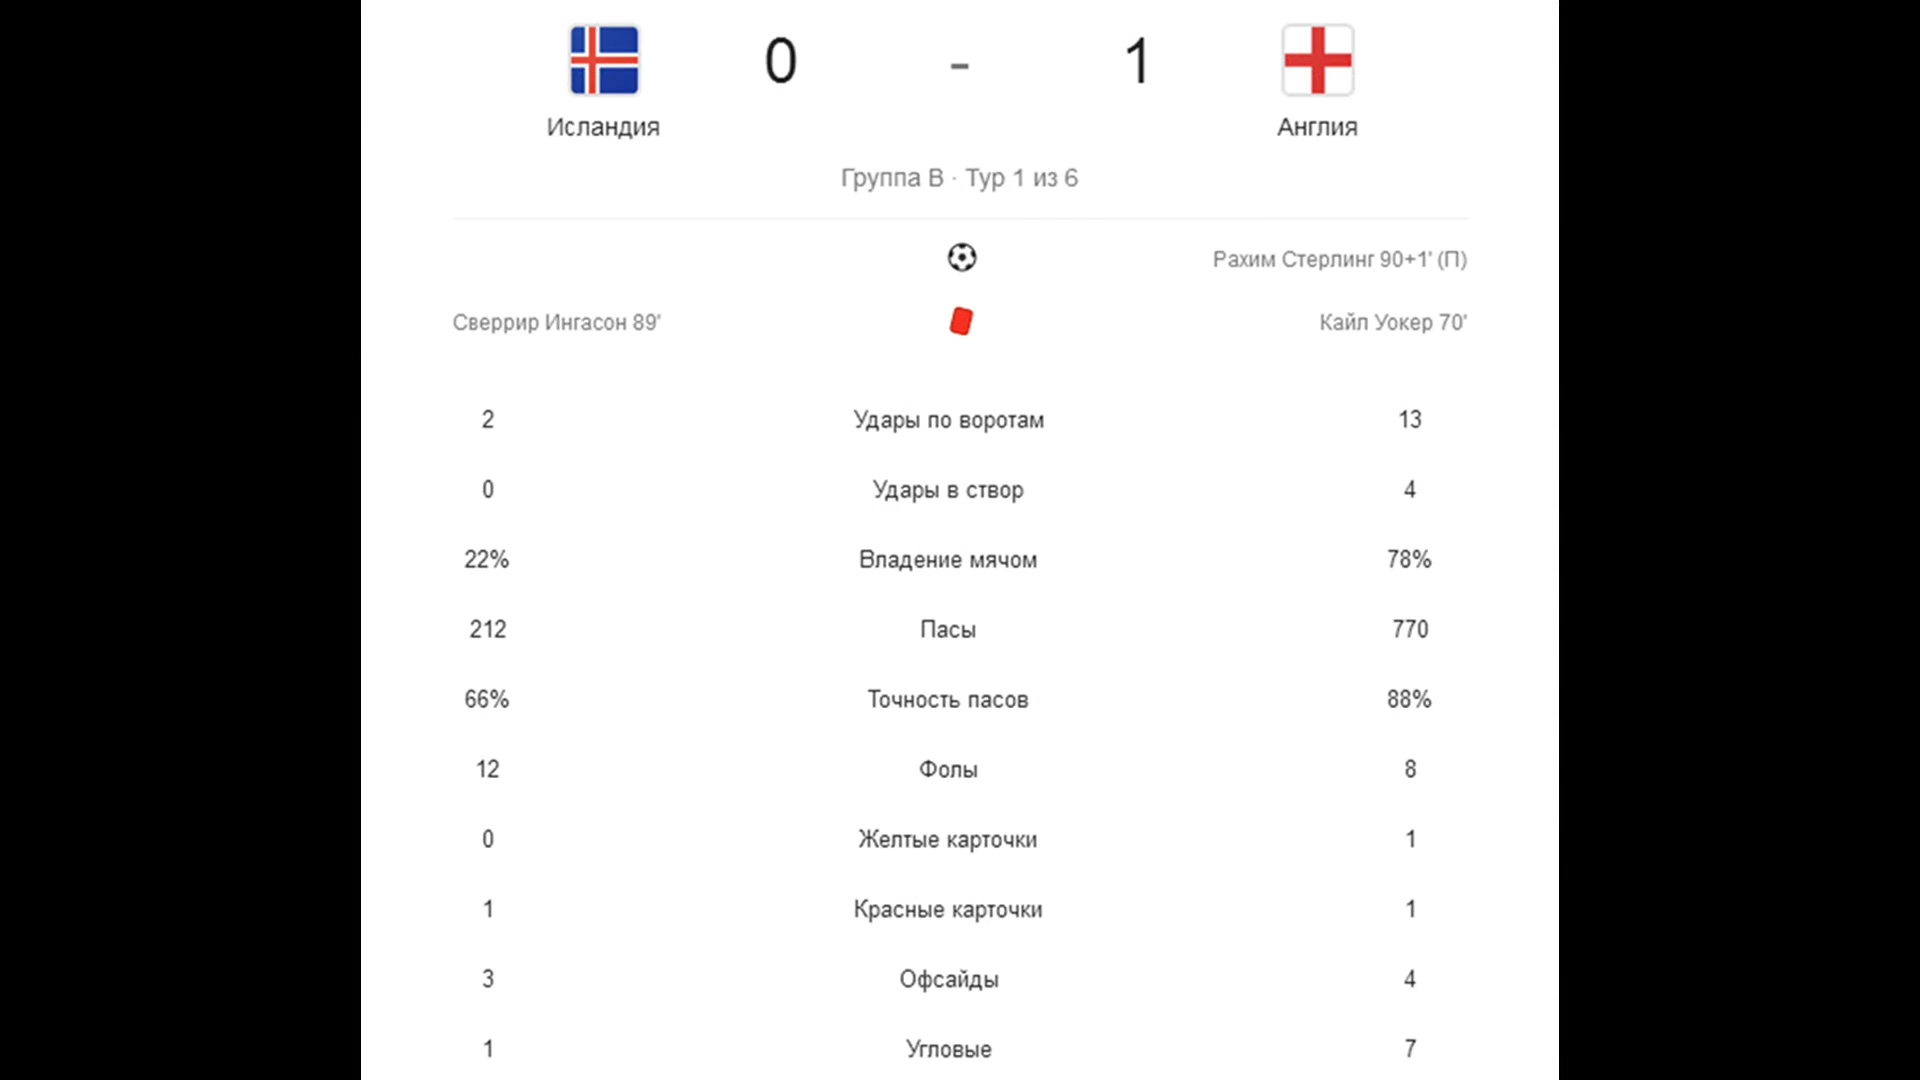 0 - 1
Исландия Англия
Группа B · Тур 1 из 6
Рахим Стерлинг 90+1' (П)
Сверрир Ингасон 89' Кайл Уокер 70'
2 Удары по воротам 13
0 Удары в створ 4
22% Владение мячом 78%
212 Пасы 770
66% Точность пасов 88%
12 Фолы 8
0 Желтые карточки 1
1 Красные карточки 1
3 Офсайды 4
1 Угловые 7